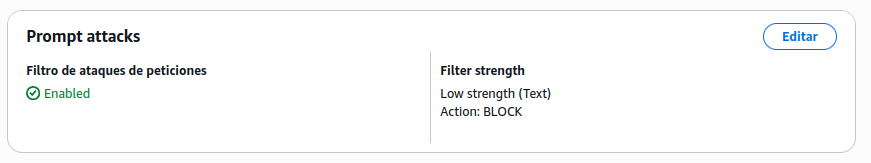 Prompt attacks
Editar
Filtro de ataques de peticiones
Enabled
Filter strength
Low strength (Text)
Action: BLOCK